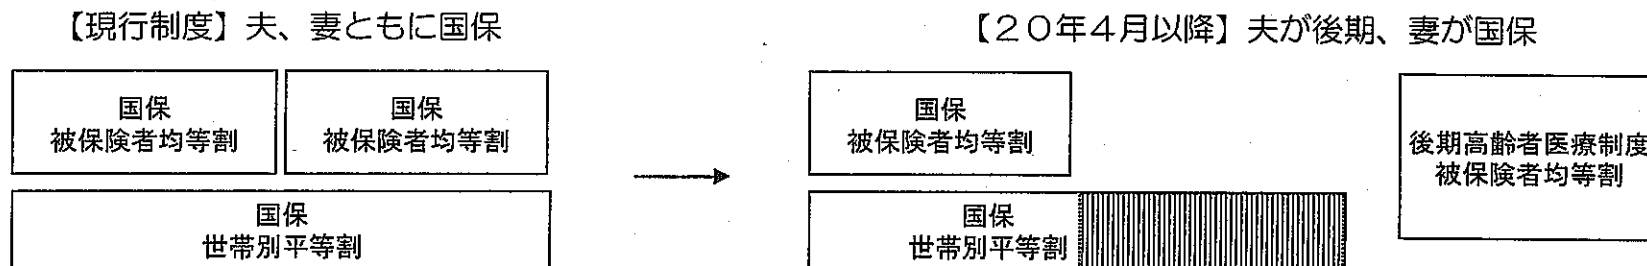 【現行制度】夫、妻ともに国保
【２０年４月以降】夫が後期、妻が国保
国保
被保険者均等割
国保
被保険者均等割
国保
世帯別平等割
国保
被保険者均等割
国保
世帯別平等割
後期高齢者医療制度
被保険者均等割